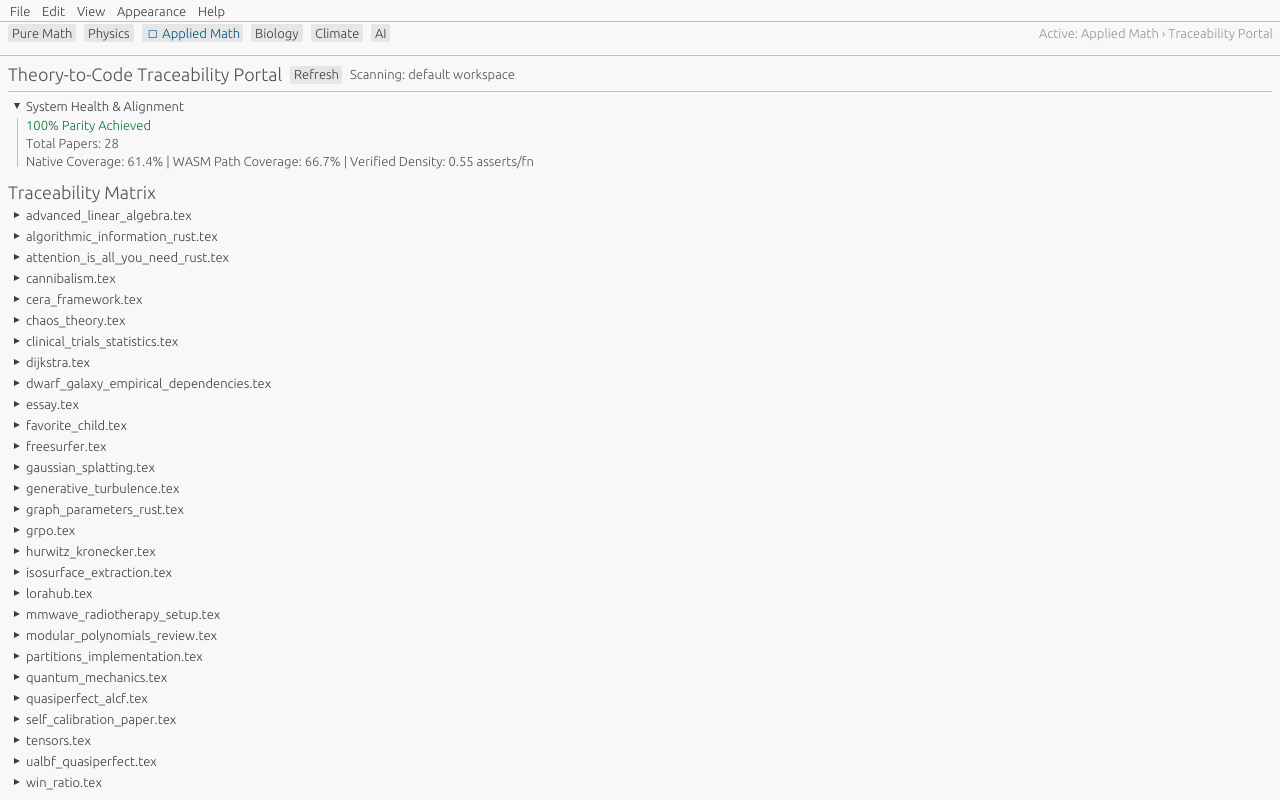 File Edit View Appearance Help
Pure Math Physics Applied Math Biology Climate AI Active: Applied Math › Traceability Portal
Theory-to-Code Traceability Portal Refresh Scanning: default workspace
System Health & Alignment
100% Parity Achieved
Total Papers: 28
Native Coverage: 61.4% | WASM Path Coverage: 66.7% | Verified Density: 0.55 asserts/fn
Traceability Matrix
advanced_linear_algebra.tex
algorithmic_information_rust.tex
attention_is_all_you_need_rust.tex
cannibalism.tex
cera_framework.tex
chaos_theory.tex
clinical_trials_statistics.tex
dijkstra.tex
dwarf_galaxy_empirical_dependencies.tex
essay.tex
favorite_child.tex
freesurfer.tex
gaussian_splatting.tex
generative_turbulence.tex
graph_parameters_rust.tex
grpo.tex
hurwitz_kronecker.tex
isosurface_extraction.tex
lorahub.tex
mmwave_radiotherapy_setup.tex
modular_polynomials_review.tex
partitions_implementation.tex
quantum_mechanics.tex
quasiperfect_alcf.tex
self_calibration_paper.tex
tensors.tex
ualbf_quasiperfect.tex
win_ratio.tex